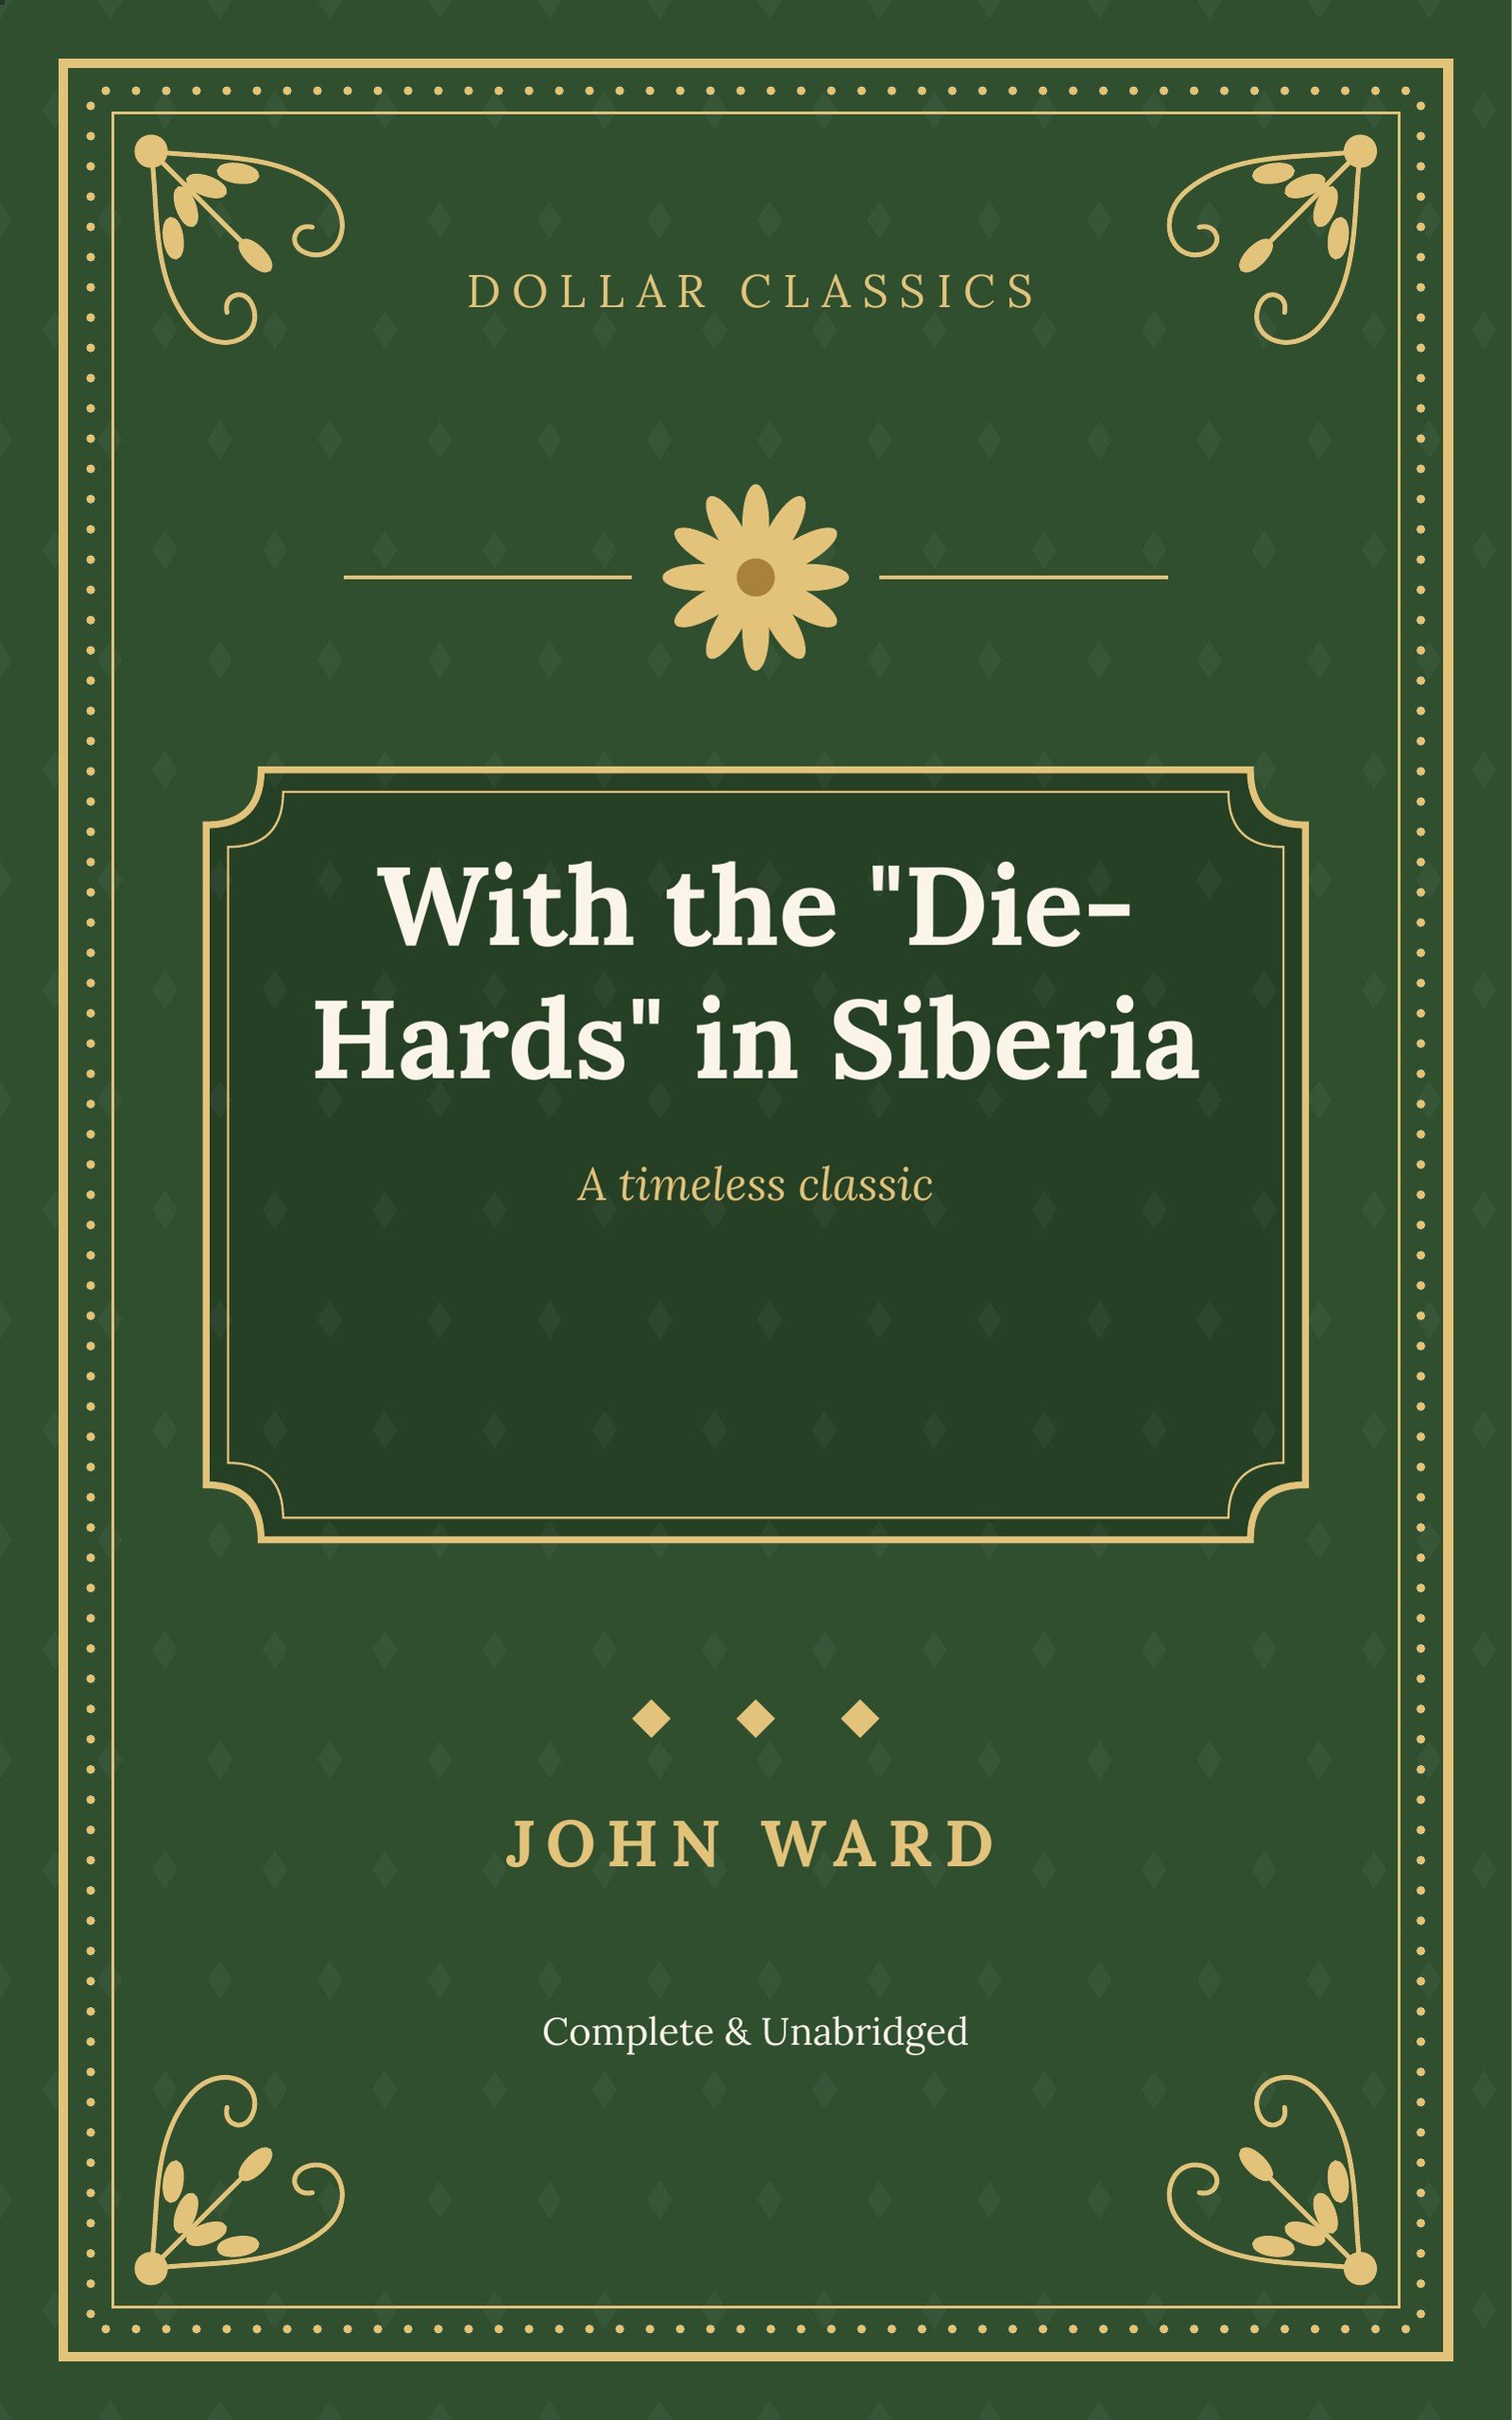 DOLLAR CLASSICS
With the "Die-
Hards" in Siberia
A timeless classic
JOHN WARD
Complete & Unabridged